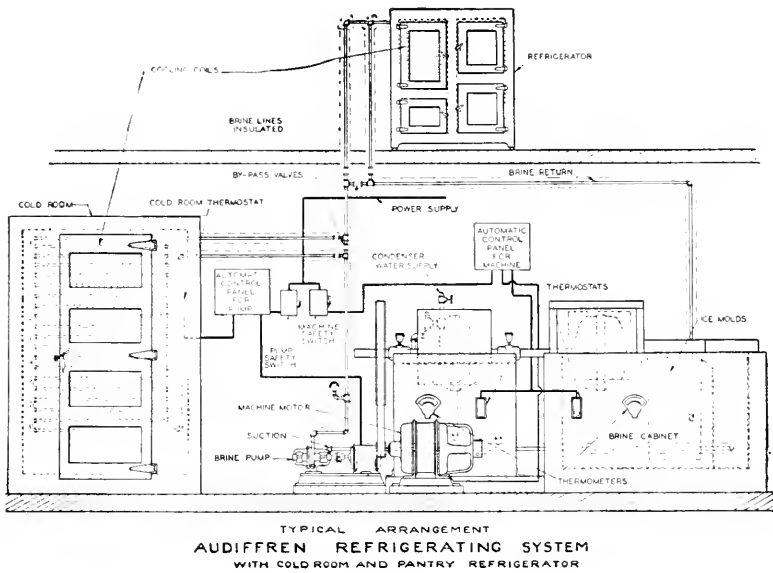 COOLING COILS
REFRIGERATOR
BRINE LINES
INSULATED
BY-PASS VALVES
BRINE RETURN
COLD ROOM
COLD ROOM THERMOSTAT
POWER SUPPLY
AUTOMATIC
CONTROL
PANEL
FOR
MACHINE
CONDENSER
WATER SUPPLY
AUTOMATIC
CONTROL
PANEL
FOR
PUMP
THERMOSTATS
MACHINE
SAFETY
SWITCH
ICE MOLDS
PUMP
SAFETY
SWITCH
MACHINE MOTOR
SUCTION
BRINE PUMP
BRINE CABINET
THERMOMETERS
TYPICAL ARRANGEMENT
AUDIFFREN REFRIGERATING SYSTEM
WITH COLD ROOM AND PANTRY REFRIGERATOR